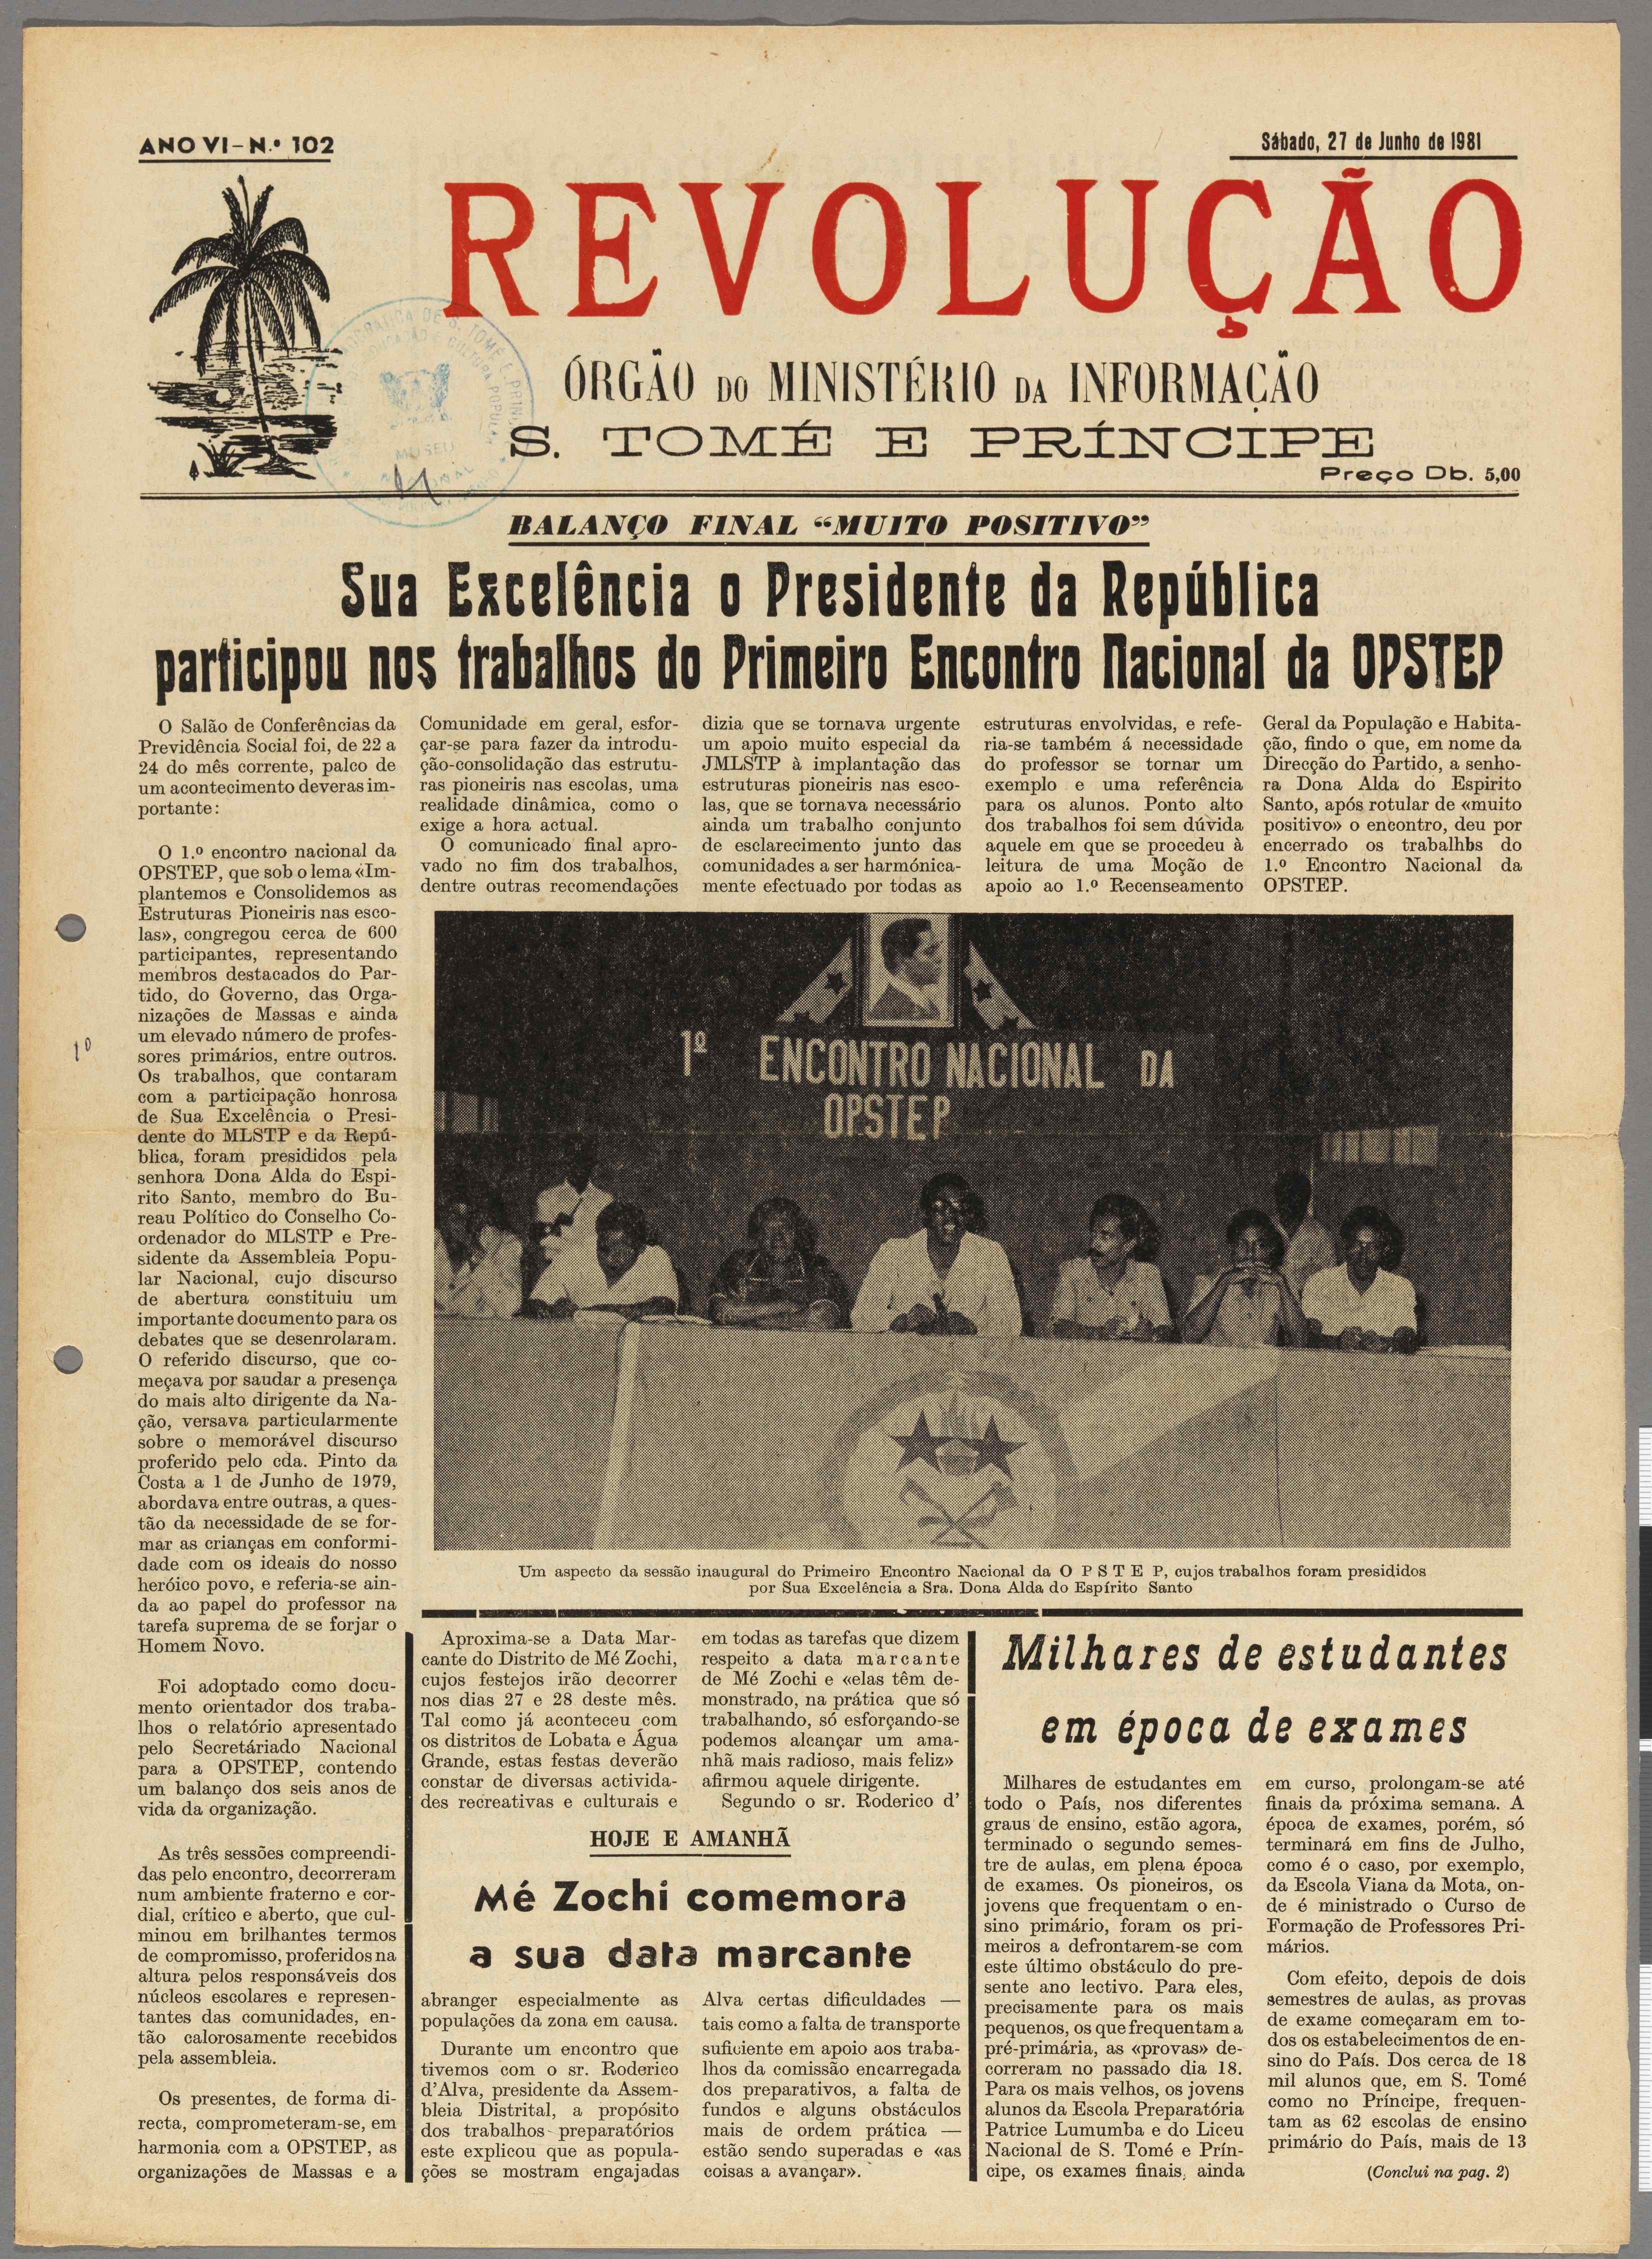 ANO VI – N.º 102
Sábado, 27 de Junho de 1981
REVOLUÇÃO
ÓRGÃO DO MINISTÉRIO DA INFORMAÇÃO
S. TOMÉ E PRÍNCIPE
Preço Db. 5,00
MUSEU
BALANÇO FINAL “MUITO POSITIVO”
Sua Excelência o Presidente da República
participou nos trabalhos do Primeiro Encontro Nacional da OPSTEP
O Salão de Conferências da
Previdência Social foi, de 22 a
24 do mês corrente, palco de
um acontecimento deveras im-
portante:
O 1.º encontro nacional da
OPSTEP, que sob o lema «Im-
plantemos e Consolidemos as
Estruturas Pioneiris nas esco-
las», congregou cerca de 600
participantes, representando
membros destacados do Par-
tido, do Governo, das Orga-
nizações de Massas e ainda
um elevado número de profes-
sores primários, entre outros.
Os trabalhos, que contaram
com a participação honrosa
de Sua Excelência o Presi-
dente do MLSTP e da Repú-
blica, foram presididos pela
senhora Dona Alda do Espi-
rito Santo, membro do Bu-
reau Político do Conselho Co-
ordenador do MLSTP e Pre-
sidente da Assembleia Popu-
lar Nacional, cujo discurso
de abertura constituiu um
importante documento para os
debates que se desenrolaram.
O referido discurso, que co-
meçava por saudar a presença
do mais alto dirigente da Na-
ção, versava particularmente
sobre o memorável discurso
proferido pelo cda. Pinto da
Costa a 1 de Junho de 1979,
abordava entre outras, a ques-
tão da necessidade de se for-
mar as crianças em conformi-
dade com os ideais do nosso
heróico povo, e referia-se ain-
da ao papel do professor na
tarefa suprema de se forjar o
Homem Novo.
Foi adoptado como docu-
mento orientador dos traba-
lhos o relatório apresentado
pelo Secretáriado Nacional
para a OPSTEP, contendo
um balanço dos seis anos de
vida da organização.
As três sessões compreendi-
das pelo encontro, decorreram
num ambiente fraterno e cor-
dial, crítico e aberto, que cul-
minou em brilhantes termos
de compromisso, proferidos na
altura pelos responsáveis dos
núcleos escolares e represen-
tantes das comunidades, en-
tão calorosamente recebidos
pela assembleia.
Os presentes, de forma di-
recta, comprometeram-se, em
harmonia com a OPSTEP, as
organizações de Massas e a
Comunidade em geral, esfor-
çar-se para fazer da introdu-
ção-consolidação das estrutu-
ras pioneiris nas escolas, uma
realidade dinâmica, como o
exige a hora actual.
O comunicado final apro-
vado no fim dos trabalhos,
dentre outras recomendações
dizia que se tornava urgente
um apoio muito especial da
JMLSTP à implantação das
estruturas pioneiris nas esco-
las, que se tornava necessário
ainda um trabalho conjunto
de esclarecimento junto das
comunidades a ser harmónica-
mente efectuado por todas as
estruturas envolvidas, e refe-
ria-se também á necessidade
do professor se tornar um
exemplo e uma referência
para os alunos. Ponto alto
dos trabalhos foi sem dúvida
aquele em que se procedeu à
leitura de uma Moção de
apoio ao 1.º Recenseamento
Geral da População e Habita-
ção, findo o que, em nome da
Direcção do Partido, a senho-
ra Dona Alda do Espirito
Santo, após rotular de «muito
positivo» o encontro, deu por
encerrado os trabalhbs do
1.º Encontro Nacional da
OPSTEP.
1º
1º ENCONTRO NACIONAL DA
OPSTEP
Um aspecto da sessão inaugural do Primeiro Encontro Nacional da O P S T E P, cujos trabalhos foram presididos
por Sua Excelência a Sra. Dona Alda do Espírito Santo
Aproxima-se a Data Mar-
cante do Distrito de Mé Zochi,
cujos festejos irão decorrer
nos dias 27 e 28 deste mês.
Tal como já aconteceu com
os distritos de Lobata e Água
Grande, estas festas deverão
constar de diversas activida-
des recreativas e culturais e
em todas as tarefas que dizem
respeito a data marcante
de Mé Zochi e «elas têm de-
monstrado, na prática que só
trabalhando, só esforçando-se
podemos alcançar um ama-
nhã mais radioso, mais feliz»
afirmou aquele dirigente.
Segundo o sr. Roderico d’
HOJE E AMANHÃ
Mé Zochi comemora
a sua data marcante
abranger especialmente as
populações da zona em causa.
Durante um encontro que
tivemos com o sr. Roderico
d’Alva, presidente da Assem-
bleia Distrital, a propósito
dos trabalhos preparatórios
este explicou que as popula-
ções se mostram engajadas
Alva certas dificuldades —
tais como a falta de transporte
suficiente em apoio aos traba-
lhos da comissão encarregada
dos preparativos, a falta de
fundos e alguns obstáculos
mais de ordem prática —
estão sendo superadas e «as
coisas a avançar».
Milhares de estudantes
em época de exames
Milhares de estudantes em
todo o País, nos diferentes
graus de ensino, estão agora,
terminado o segundo semes-
tre de aulas, em plena época
de exames. Os pioneiros, os
jovens que frequentam o en-
sino primário, foram os pri-
meiros a defrontarem-se com
este último obstáculo do pre-
sente ano lectivo. Para eles,
precisamente para os mais
pequenos, os que frequentam a
pré-primária, as «provas» de-
correram no passado dia 18.
Para os mais velhos, os jovens
alunos da Escola Preparatória
Patrice Lumumba e do Liceu
Nacional de S. Tomé e Prín-
cipe, os exames finais, ainda
em curso, prolongam-se até
finais da próxima semana. A
época de exames, porém, só
terminará em fins de Julho,
como é o caso, por exemplo,
da Escola Viana da Mota, on-
de é ministrado o Curso de
Formação de Professores Pri-
mários.
Com efeito, depois de dois
semestres de aulas, as provas
de exame começaram em to-
dos os estabelecimentos de en-
sino do País. Dos cerca de 18
mil alunos que, em S. Tomé
como no Príncipe, frequen-
tam as 62 escolas de ensino
primário do País, mais de 13
(Conclui na pag. 2)